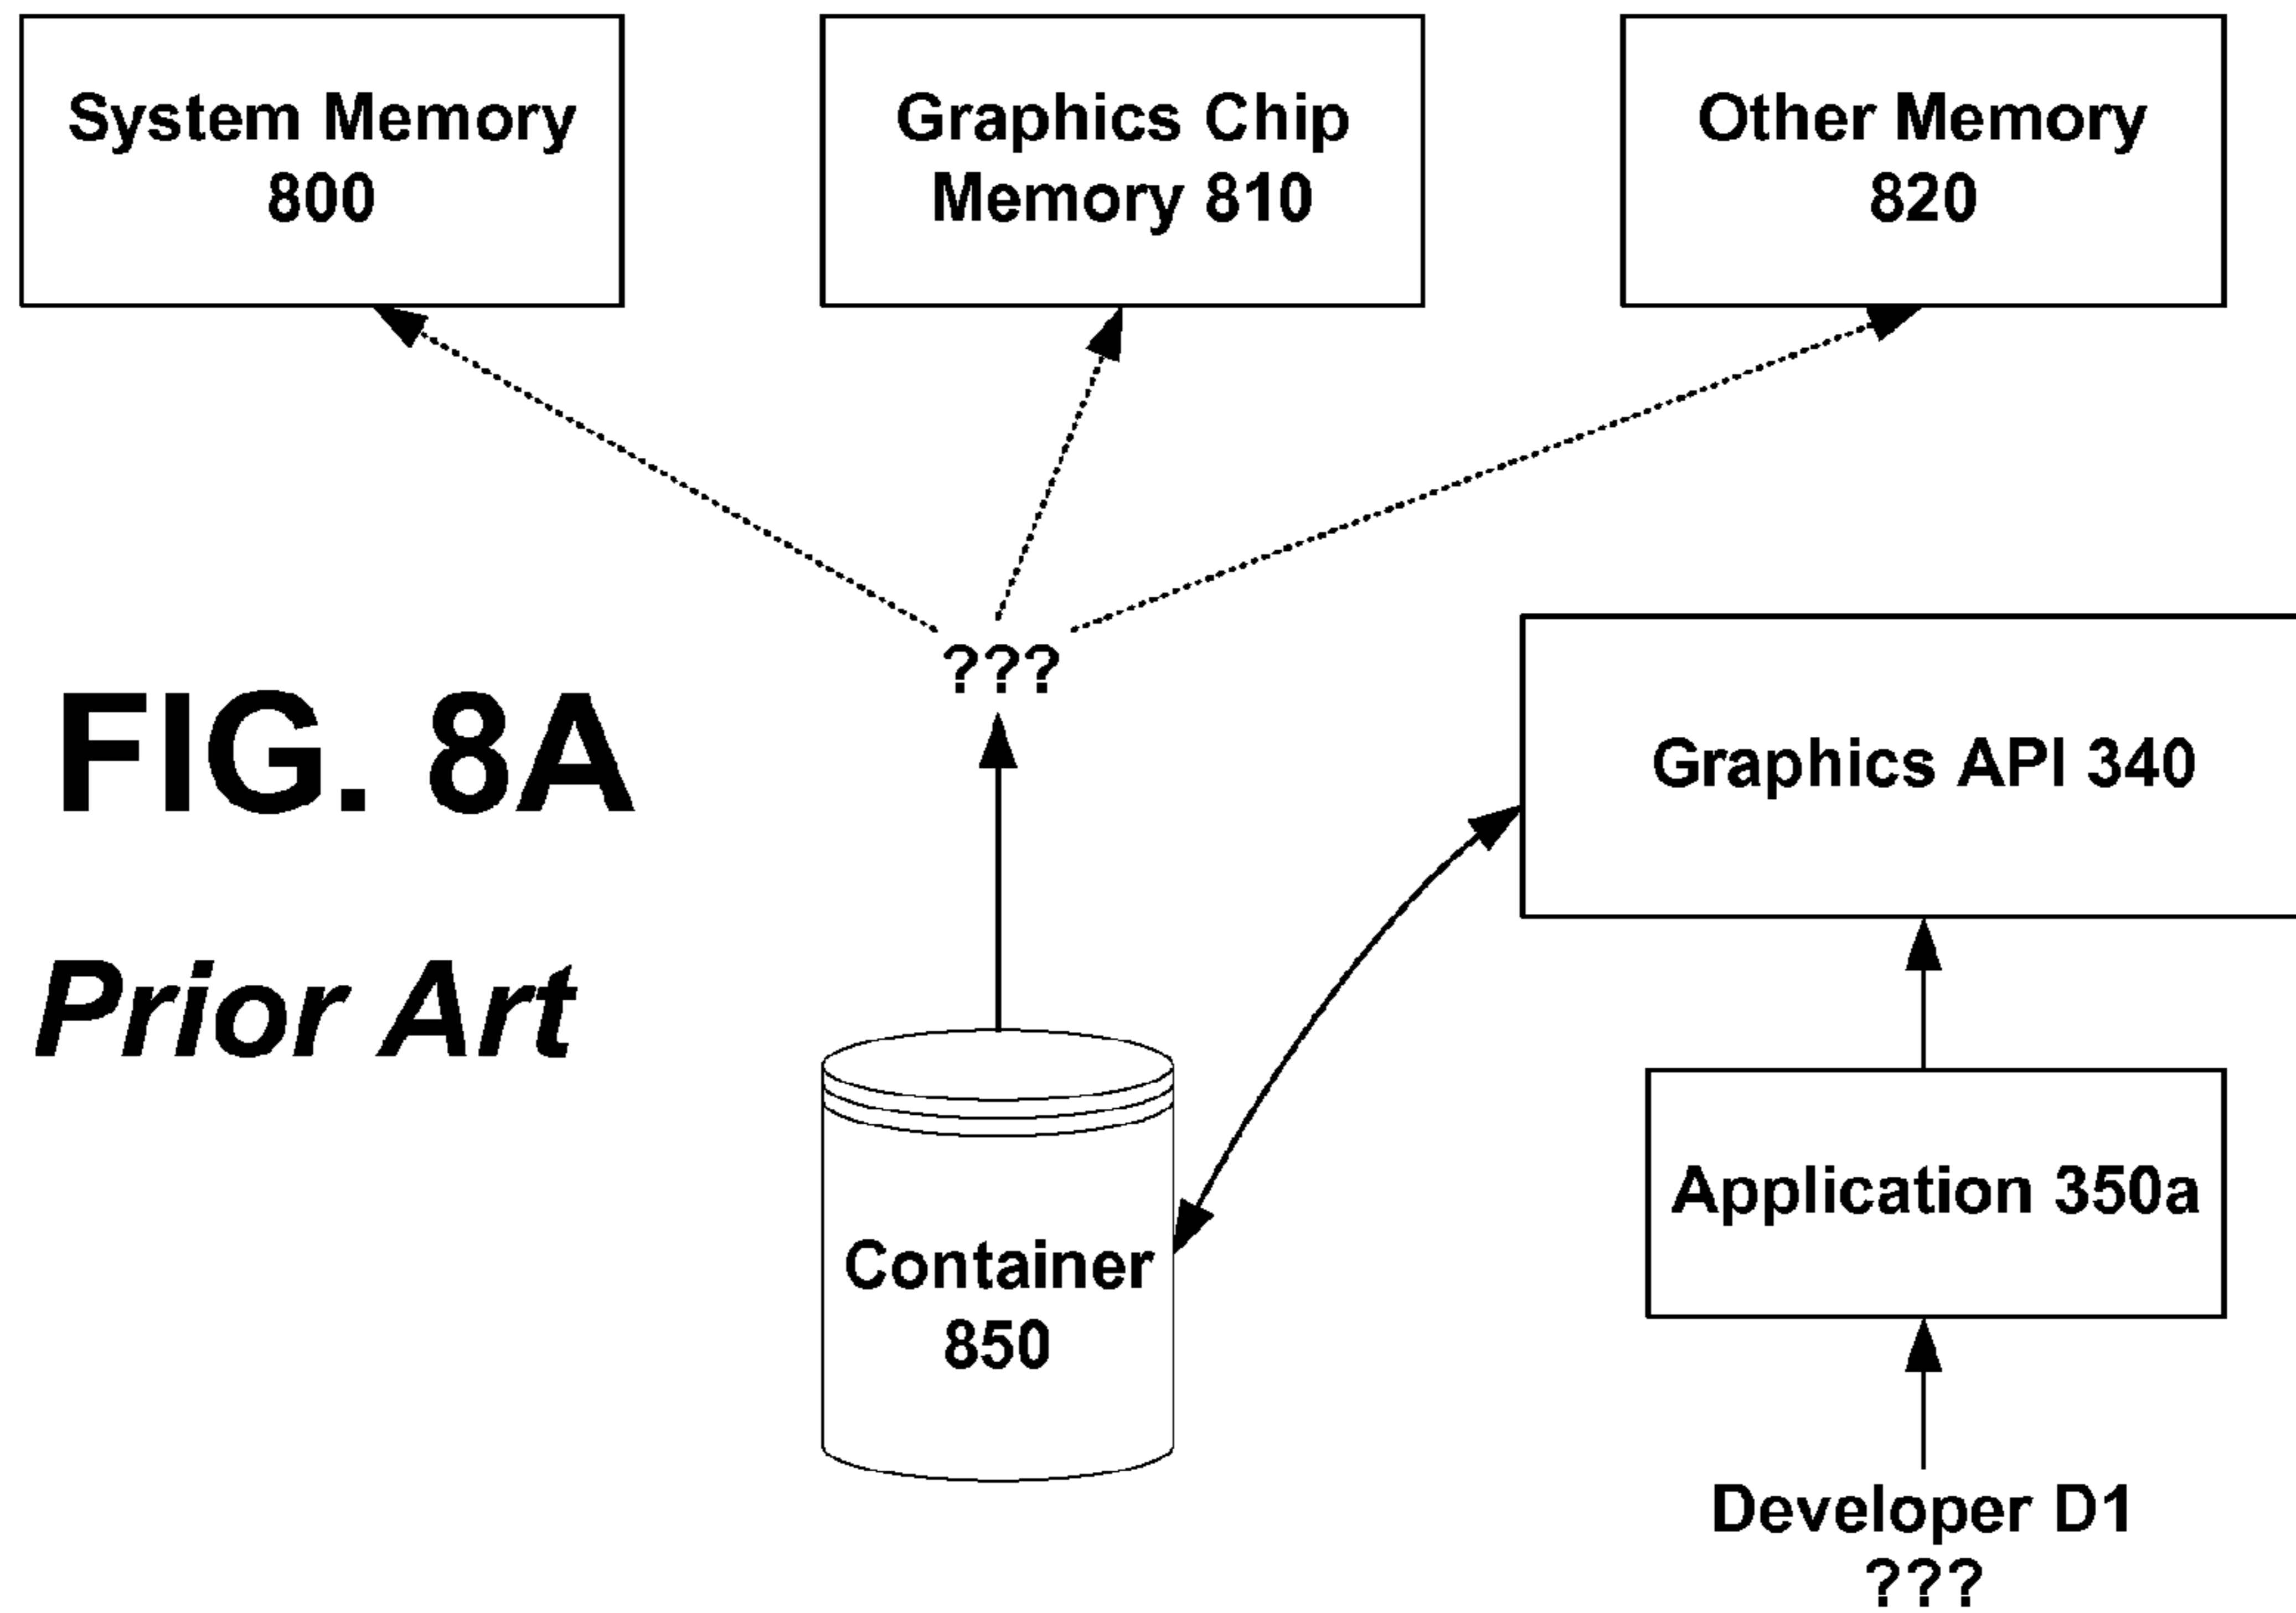 System Memory
800
Graphics Chip
Memory 810
Other Memory
820
???
FIG. 8A
Prior Art
Graphics API 340
Application 350a
Container
850
Developer D1
???